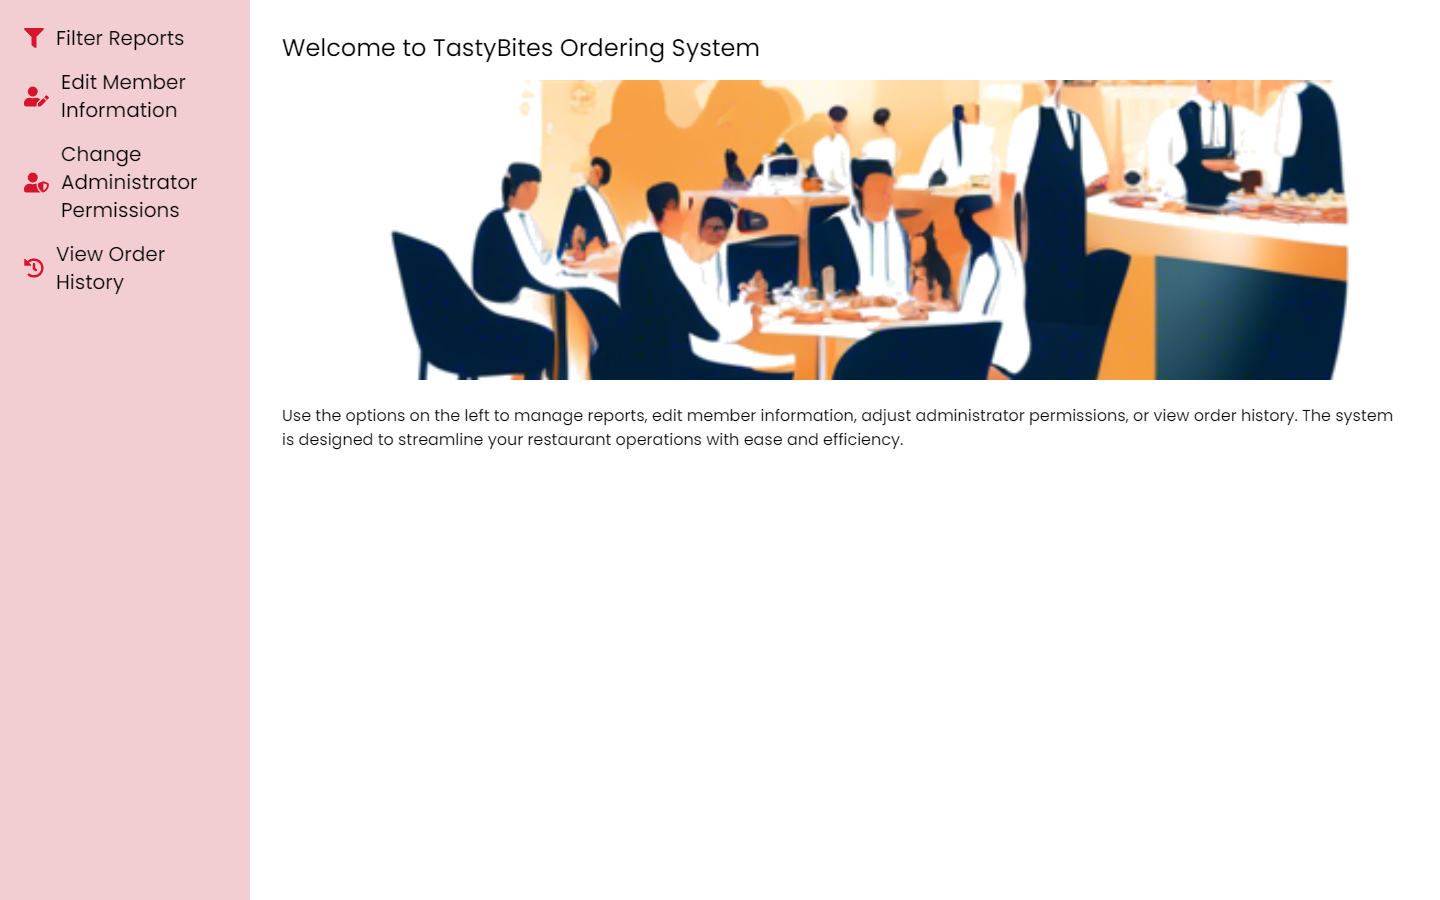 Filter Reports
Edit Member
Information
Change
Administrator
Permissions
View Order
History
Welcome to TastyBites Ordering System
Use the options on the left to manage reports, edit member information, adjust administrator permissions, or view order history. The system
is designed to streamline your restaurant operations with ease and efficiency.